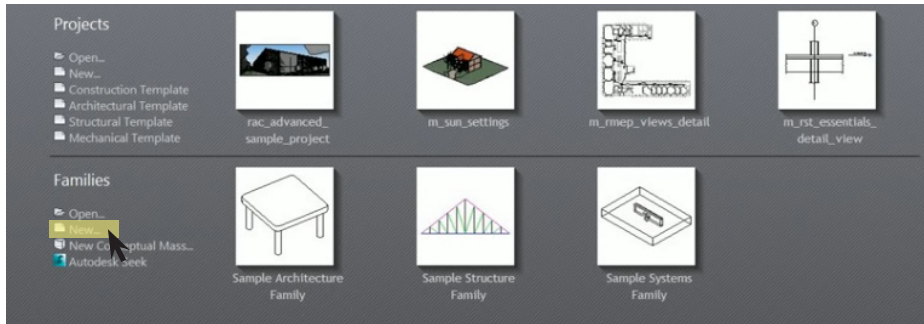 Projects
Open...
New...
Construction Template
Architectural Template
Structural Template
Mechanical Template
rac_advanced_
sample_project
m_sun_settings
m_rmep_views_detail
m_rst_essentials_
detail_view
Families
Open...
New...
New Conceptual Mass...
Autodesk Seek
Sample Architecture
Family
Sample Structure
Family
Sample Systems
Family